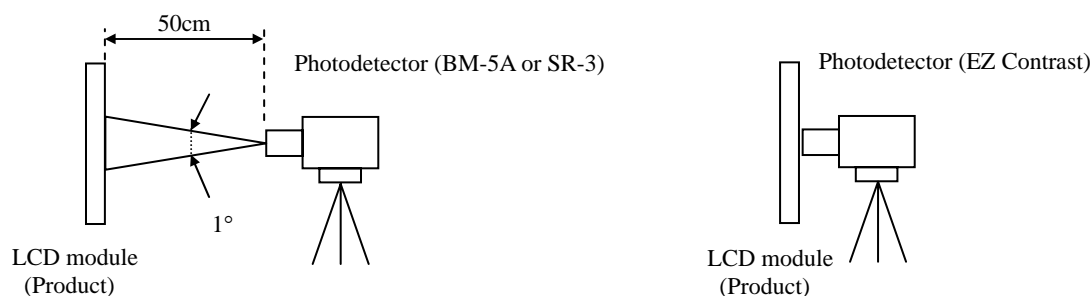 50cm
Photodetector (BM-5A or SR-3)
1°
LCD module
(Product)
Photodetector (EZ Contrast)
LCD module
(Product)